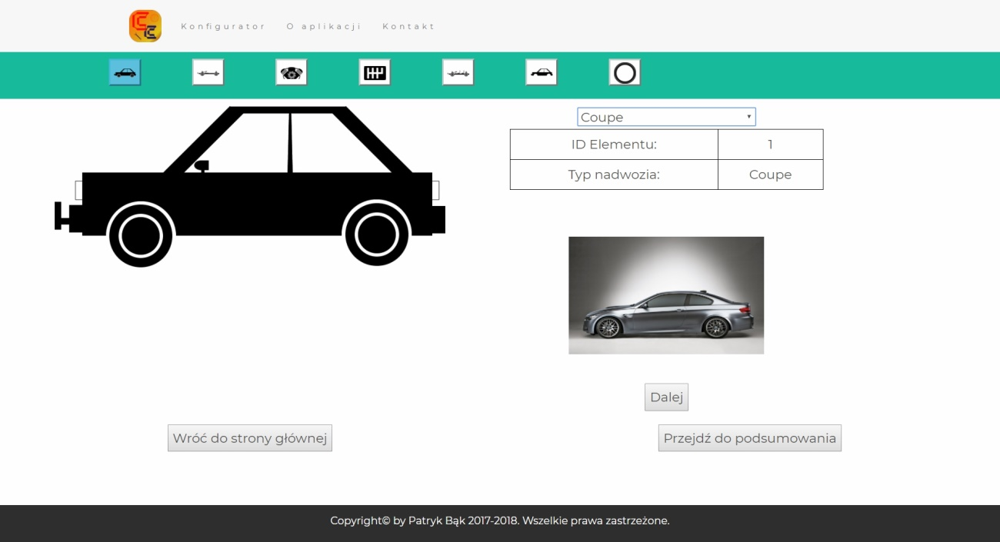 Konfigurator
O aplikacji
Kontakt
Coupe
ID Elementu: 1
Typ nadwozia: Coupe
Dalej
Wróć do strony głównej
Przejdź do podsumowania
Copyright© by Patryk Bąk 2017-2018. Wszelkie prawa zastrzeżone.